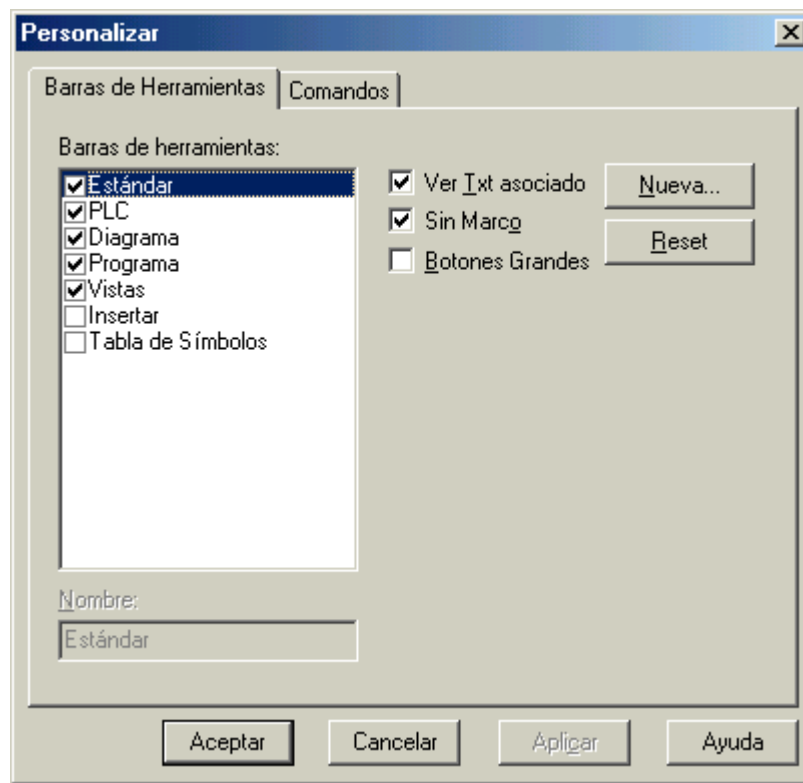 Personalizar
Barras de Herramientas
Comandos
Barras de herramientas:
Estándar
PLC
Diagrama
Programa
Vistas
Insertar
Tabla de Símbolos
Ver Txt asociado
Sin Marco
Botones Grandes
Nueva...
Reset
Nombre:
Estándar
Aceptar
Cancelar
Aplicar
Ayuda